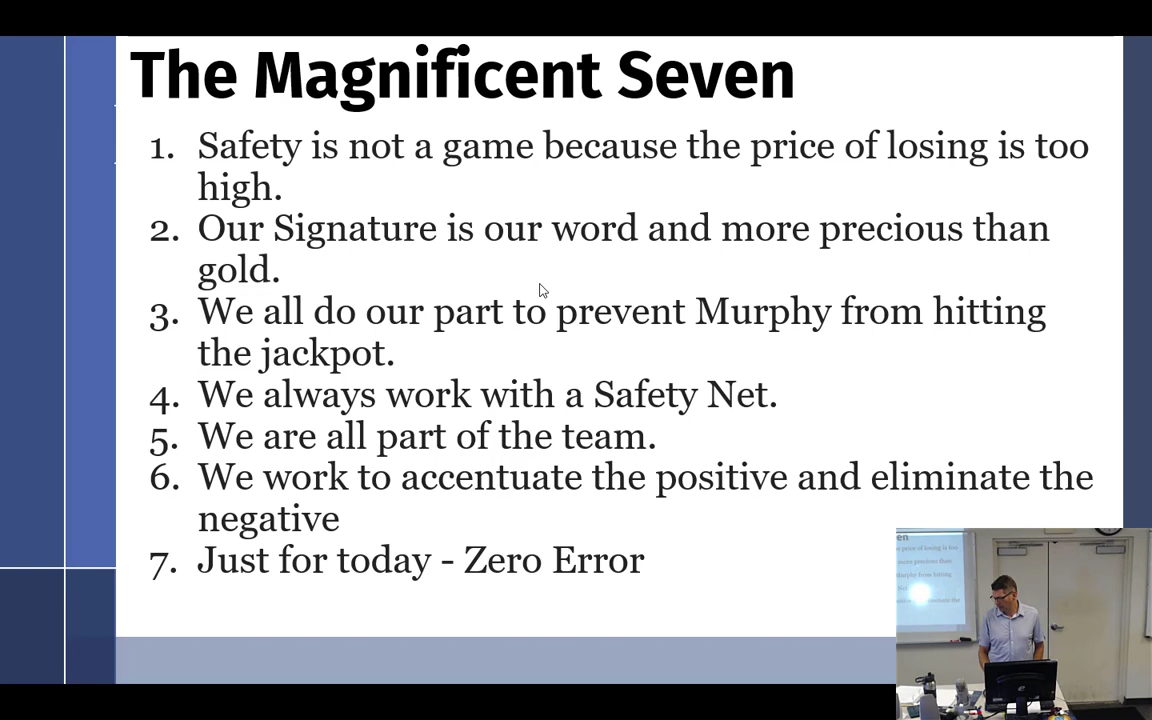 The Magnificent Seven
1. Safety is not a game because the price of losing is too
high.
2. Our Signature is our word and more precious than
gold.
3. We all do our part to prevent Murphy from hitting
the jackpot.
4. We always work with a Safety Net.
5. We are all part of the team.
6. We work to accentuate the positive and eliminate the
negative
7. Just for today - Zero Error